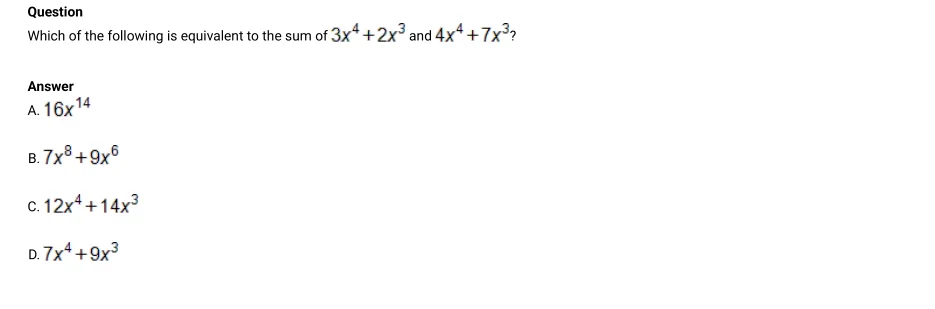 Question
Which of the following is equivalent to the sum of 3x⁴+2x³ and 4x⁴+7x³?
Answer
A. 16x¹⁴
B. 7x⁸+9x⁶
C. 12x⁴+14x³
D. 7x⁴+9x³